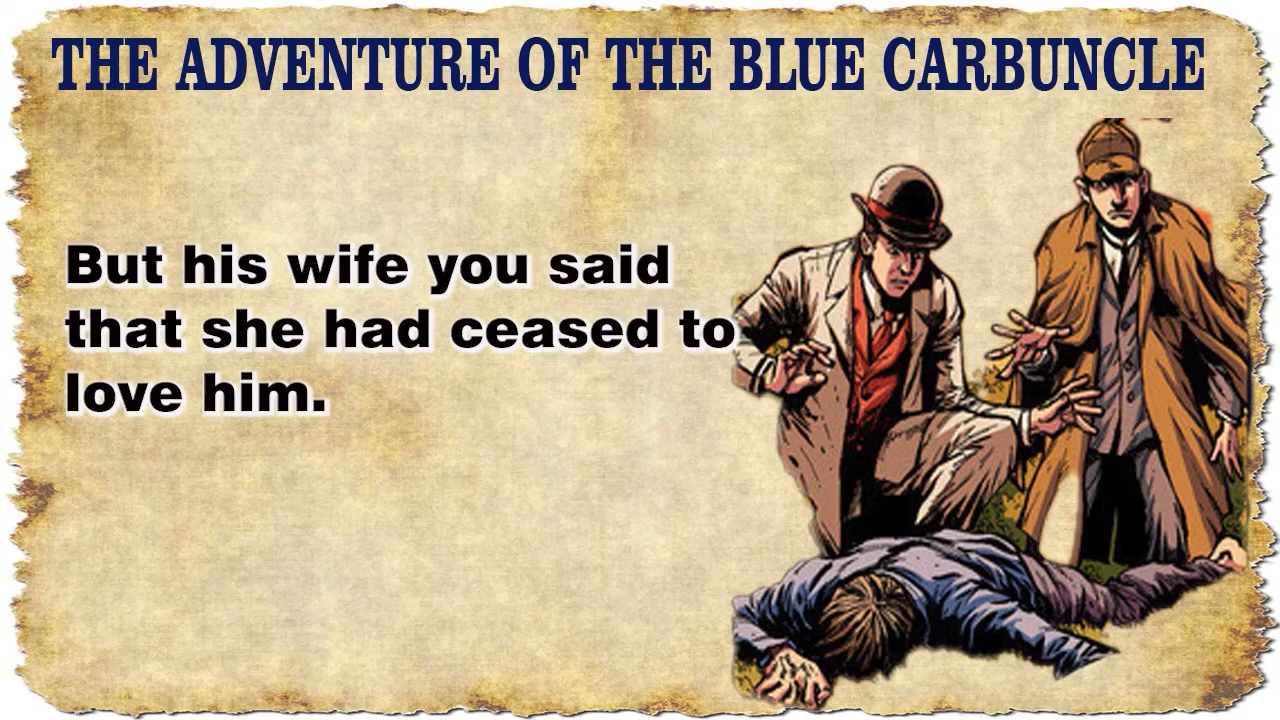 THE ADVENTURE OF THE BLUE CARBUNCLE
But his wife you said
that she had ceased to
love him.